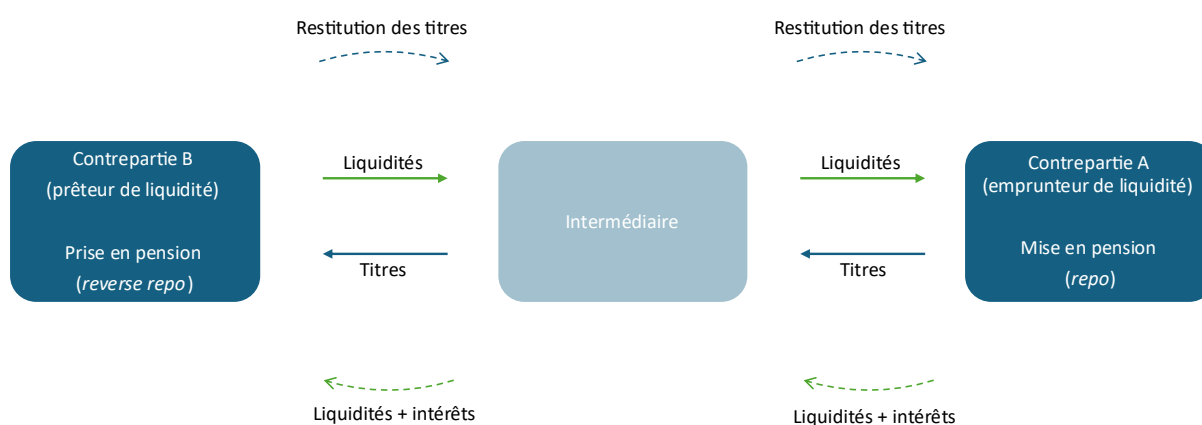 Restitution des titres
Restitution des titres
Contrepartie B
(prêteur de liquidité)
Prise en pension
(reverse repo)
Liquidités
Titres
Intermédiaire
Liquidités
Titres
Contrepartie A
(emprunteur de liquidité)
Mise en pension
(repo)
Liquidités + intérêts
Liquidités + intérêts